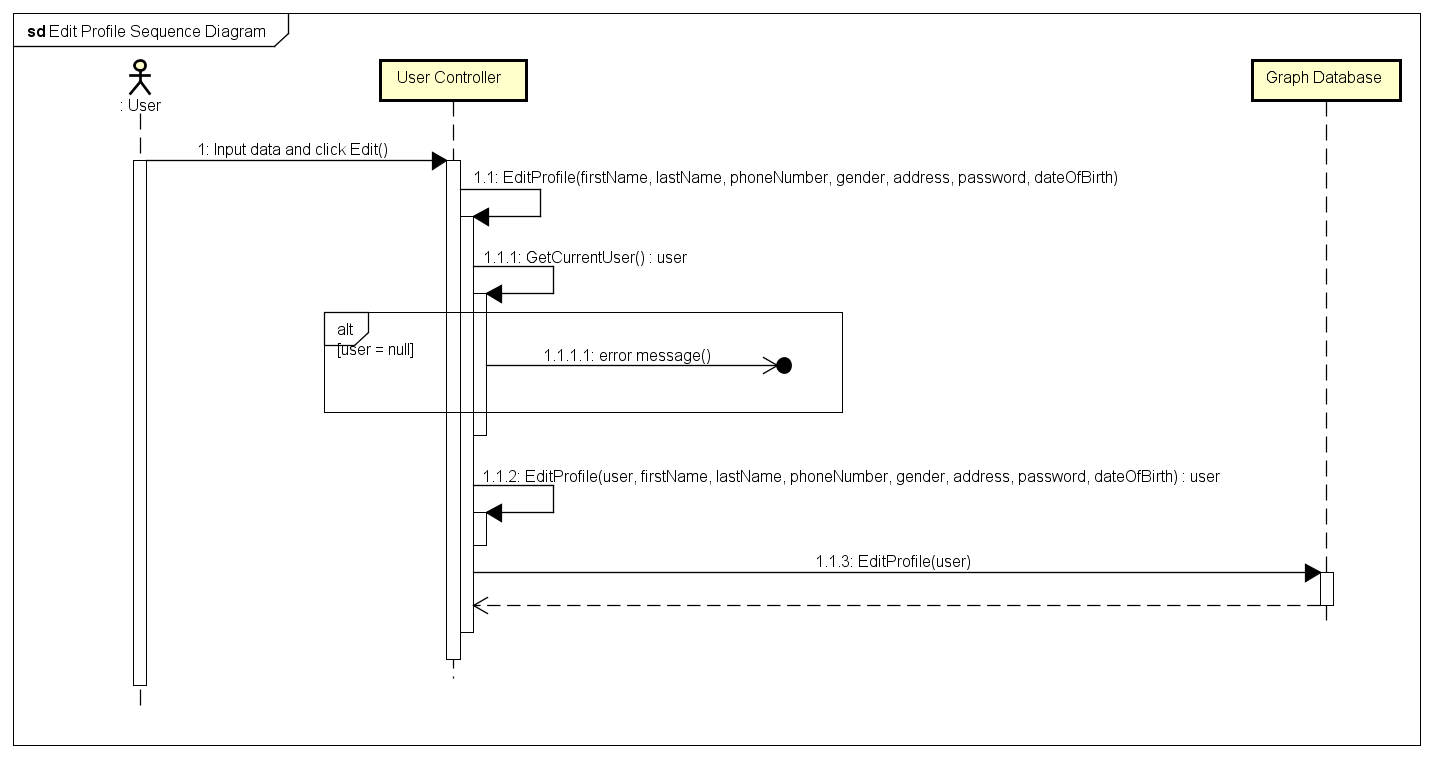 sd Edit Profile Sequence Diagram
: User
User Controller
Graph Database
1: Input data and click Edit()
1.1: EditProfile(firstName, lastName, phoneNumber, gender, address, password, dateOfBirth)
1.1.1: GetCurrentUser() : user
alt
[user = null]
1.1.1.1: error message()
1.1.2: EditProfile(user, firstName, lastName, phoneNumber, gender, address, password, dateOfBirth) : user
1.1.3: EditProfile(user)